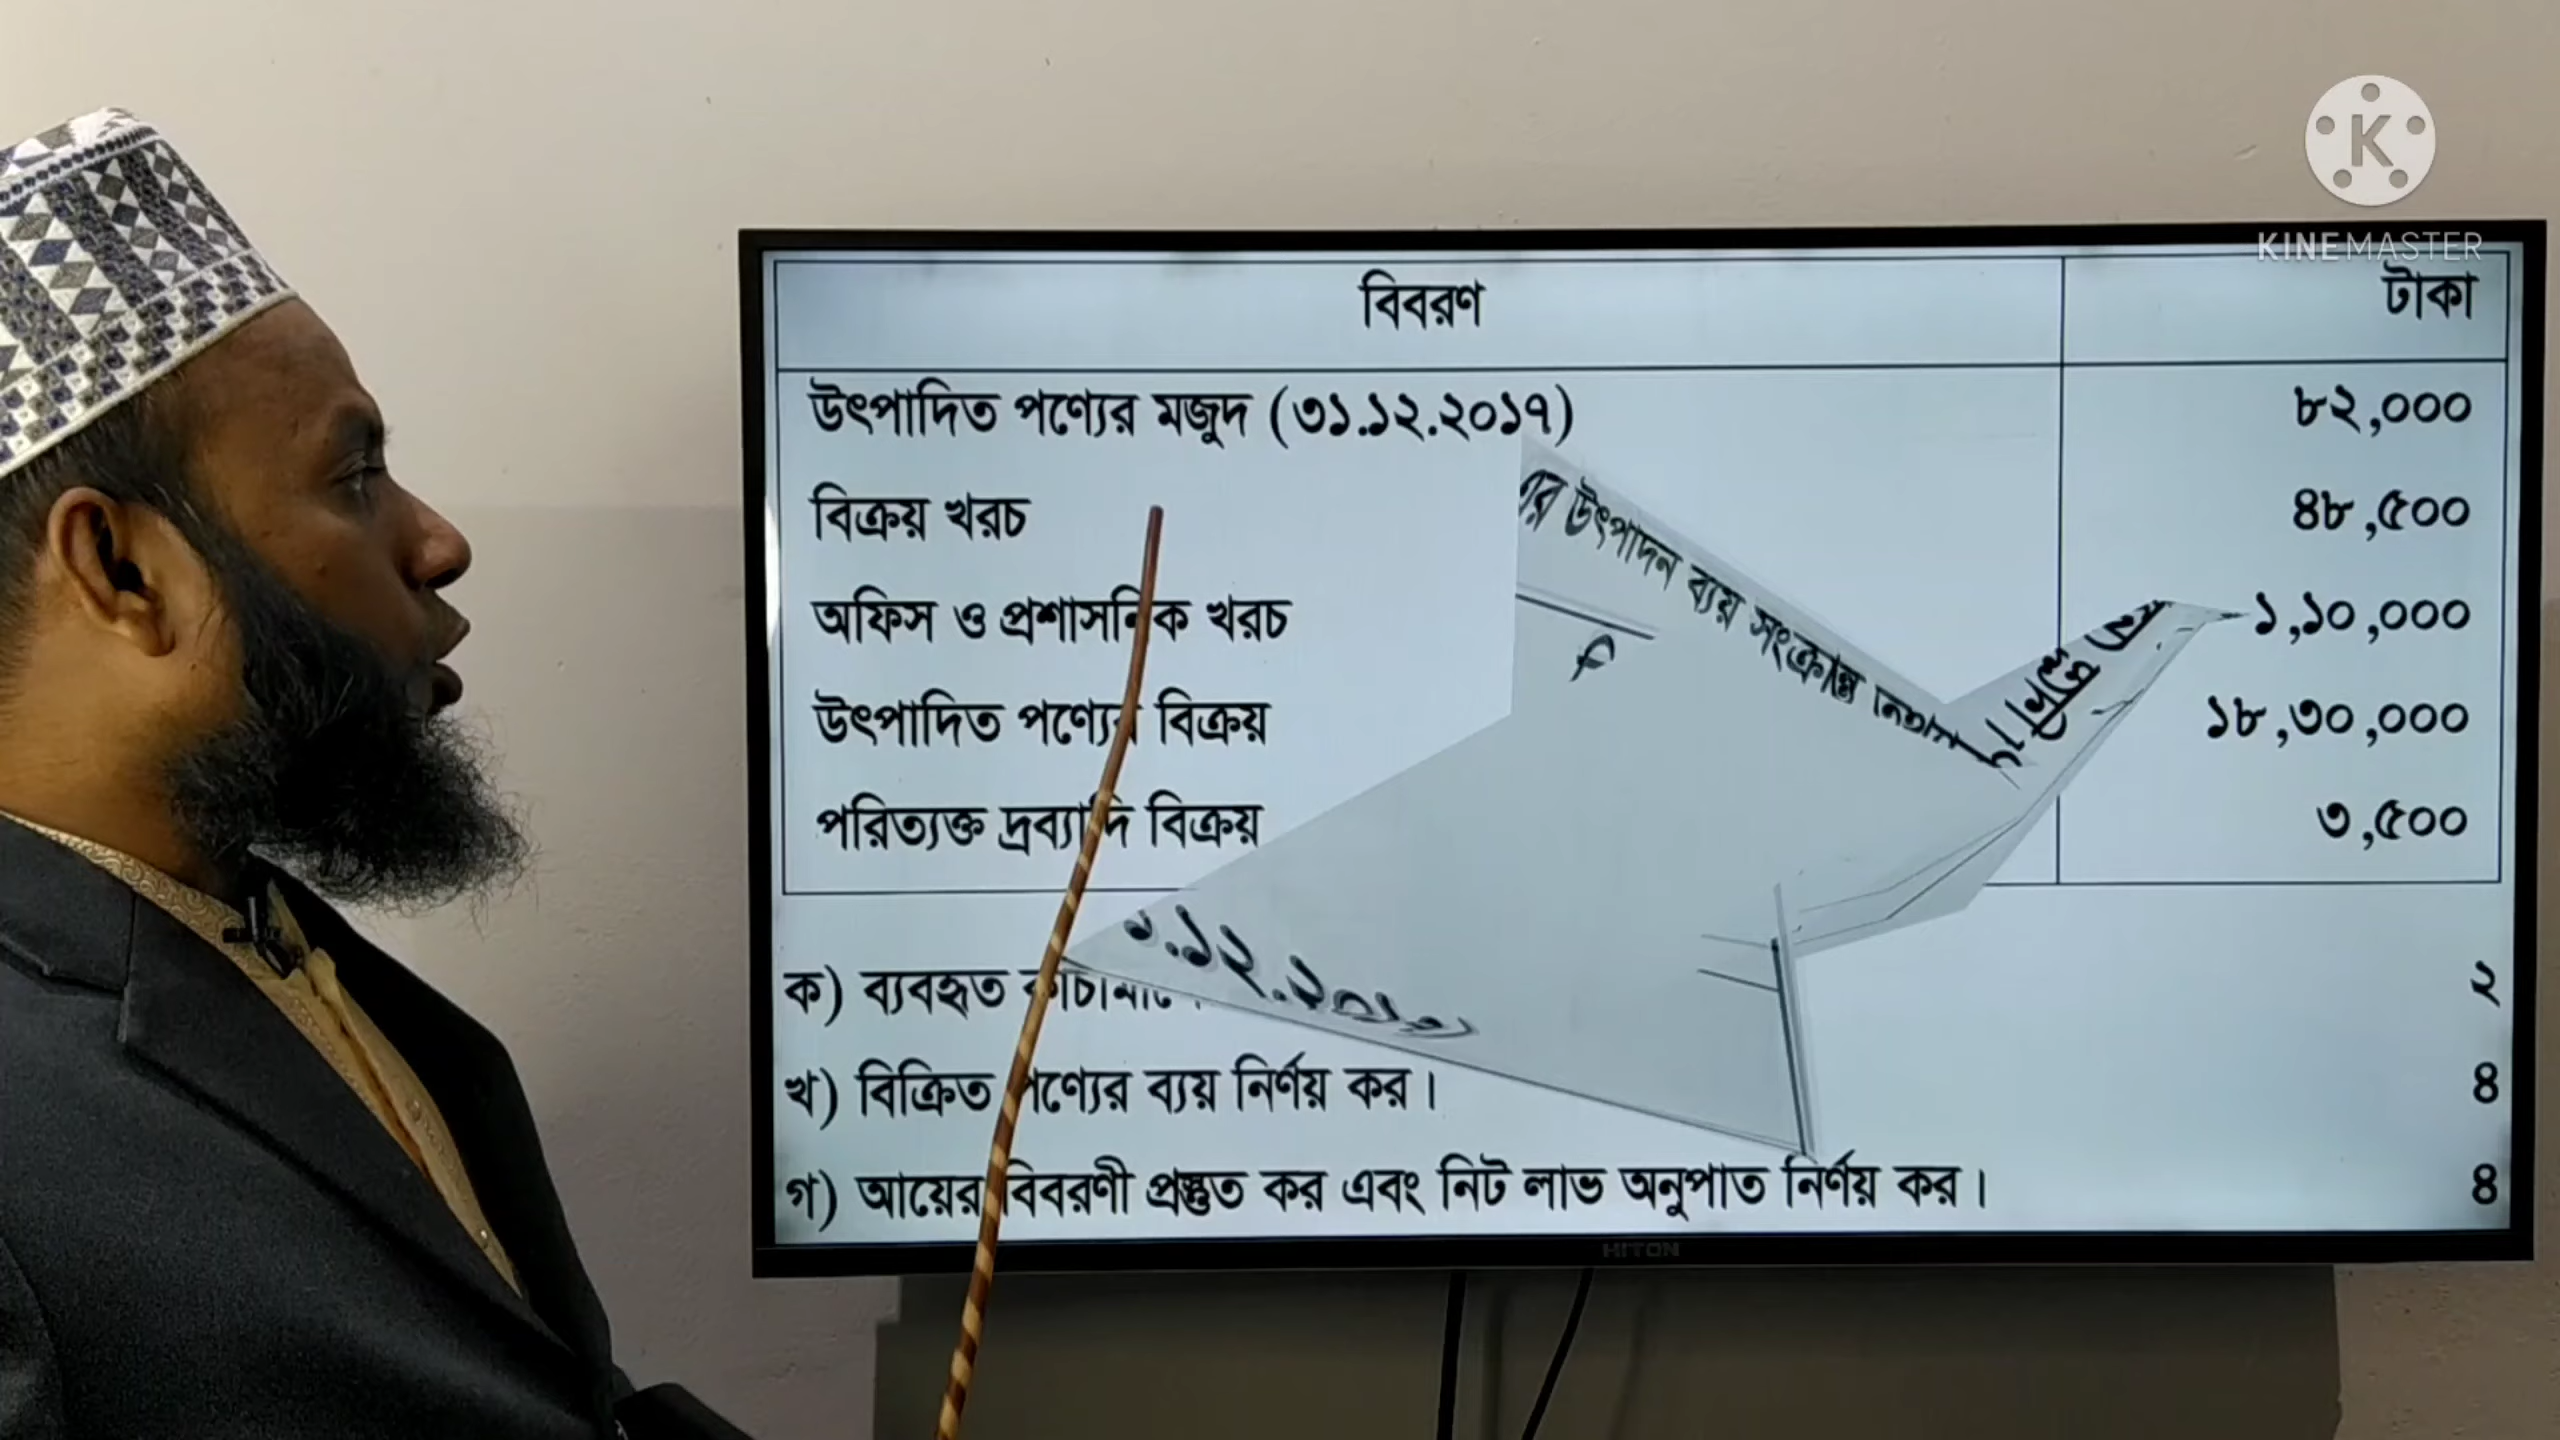 KINEMASTER
বিবরণ টাকা
উৎপাদিত পণ্যের মজুদ (৩১.১২.২০১৭) ৮২,০০০
বিক্রয় খরচ ৪৮,৫০০
অফিস ও প্রশাসনিক খরচ ১,১০,০০০
উৎপাদিত পণ্যের বিক্রয় ১৮,৩০,০০০
পরিত্যক্ত দ্রব্যাদি বিক্রয় ৩,৫০০
উৎপাদন ব্যয় সংক্রান্ত
ক) ব্যবহৃত ২
খ) বিক্রিত পণ্যের ব্যয় নির্ণয় কর। ৪
গ) আয়ের বিবরণী প্রস্তুত কর এবং নিট লাভ অনুপাত নির্ণয় কর। ৪
HITON